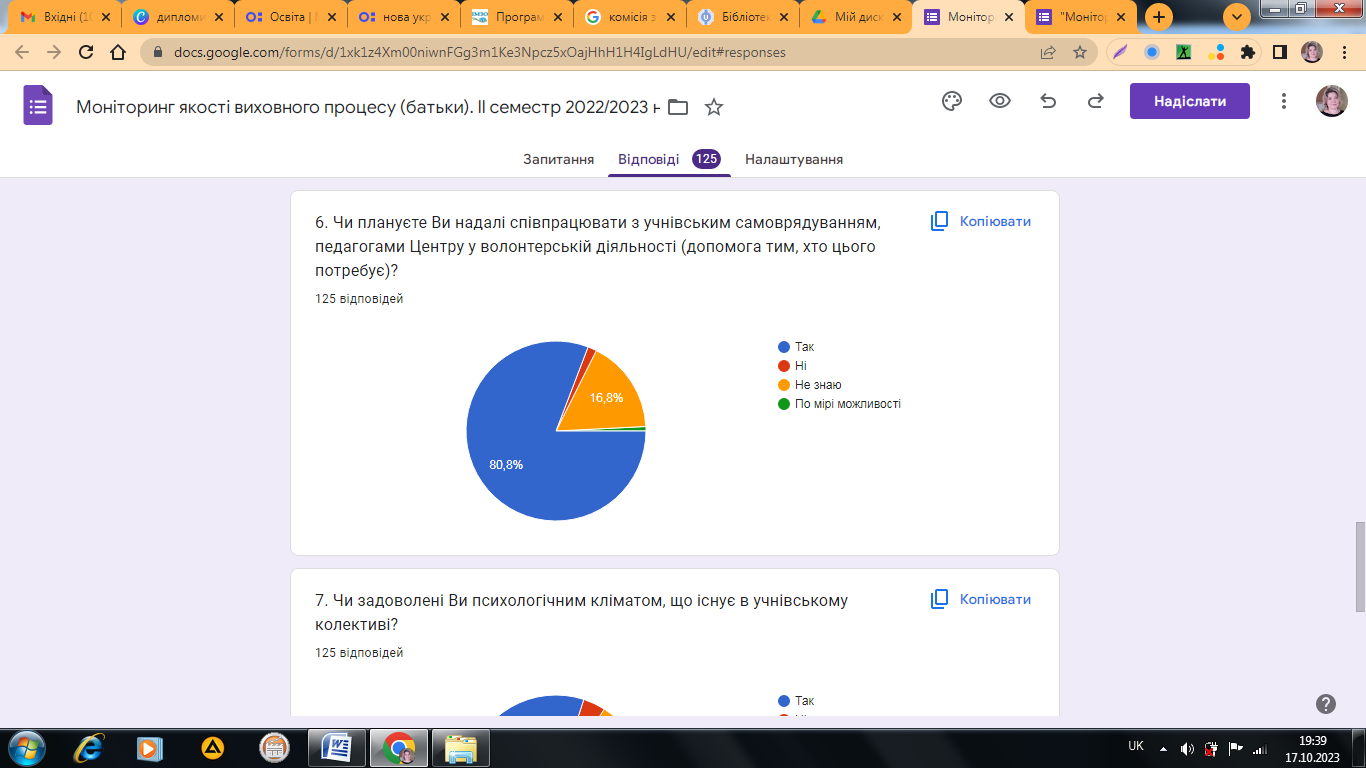 Вхідні (10
дипломи
Освіта |
нова укр
Програм
комісія з
Бібліотек
Мій диск
Монітор
"Монітор
docs.google.com/forms/d/1xk1z4Xm00niwnFGg3m1Ke3Npcz5xOajHhH1H4IgLdHU/edit#responses
Моніторинг якості виховного процесу (батьки). ІІ семестр 2022/2023 н
Надіслати
Запитання
Відповіді 125
Налаштування
6. Чи плануєте Ви надалі співпрацювати з учнівським самоврядуванням,
педагогами Центру у волонтерській діяльності (допомога тим, хто цього
потребує)?
Копіювати
125 відповідей
Так
Ні
Не знаю
По мірі можливості
16,8%
80,8%
7. Чи задоволені Ви психологічним кліматом, що існує в учнівському
колективі?
Копіювати
125 відповідей
Так
UK
19:39
17.10.2023